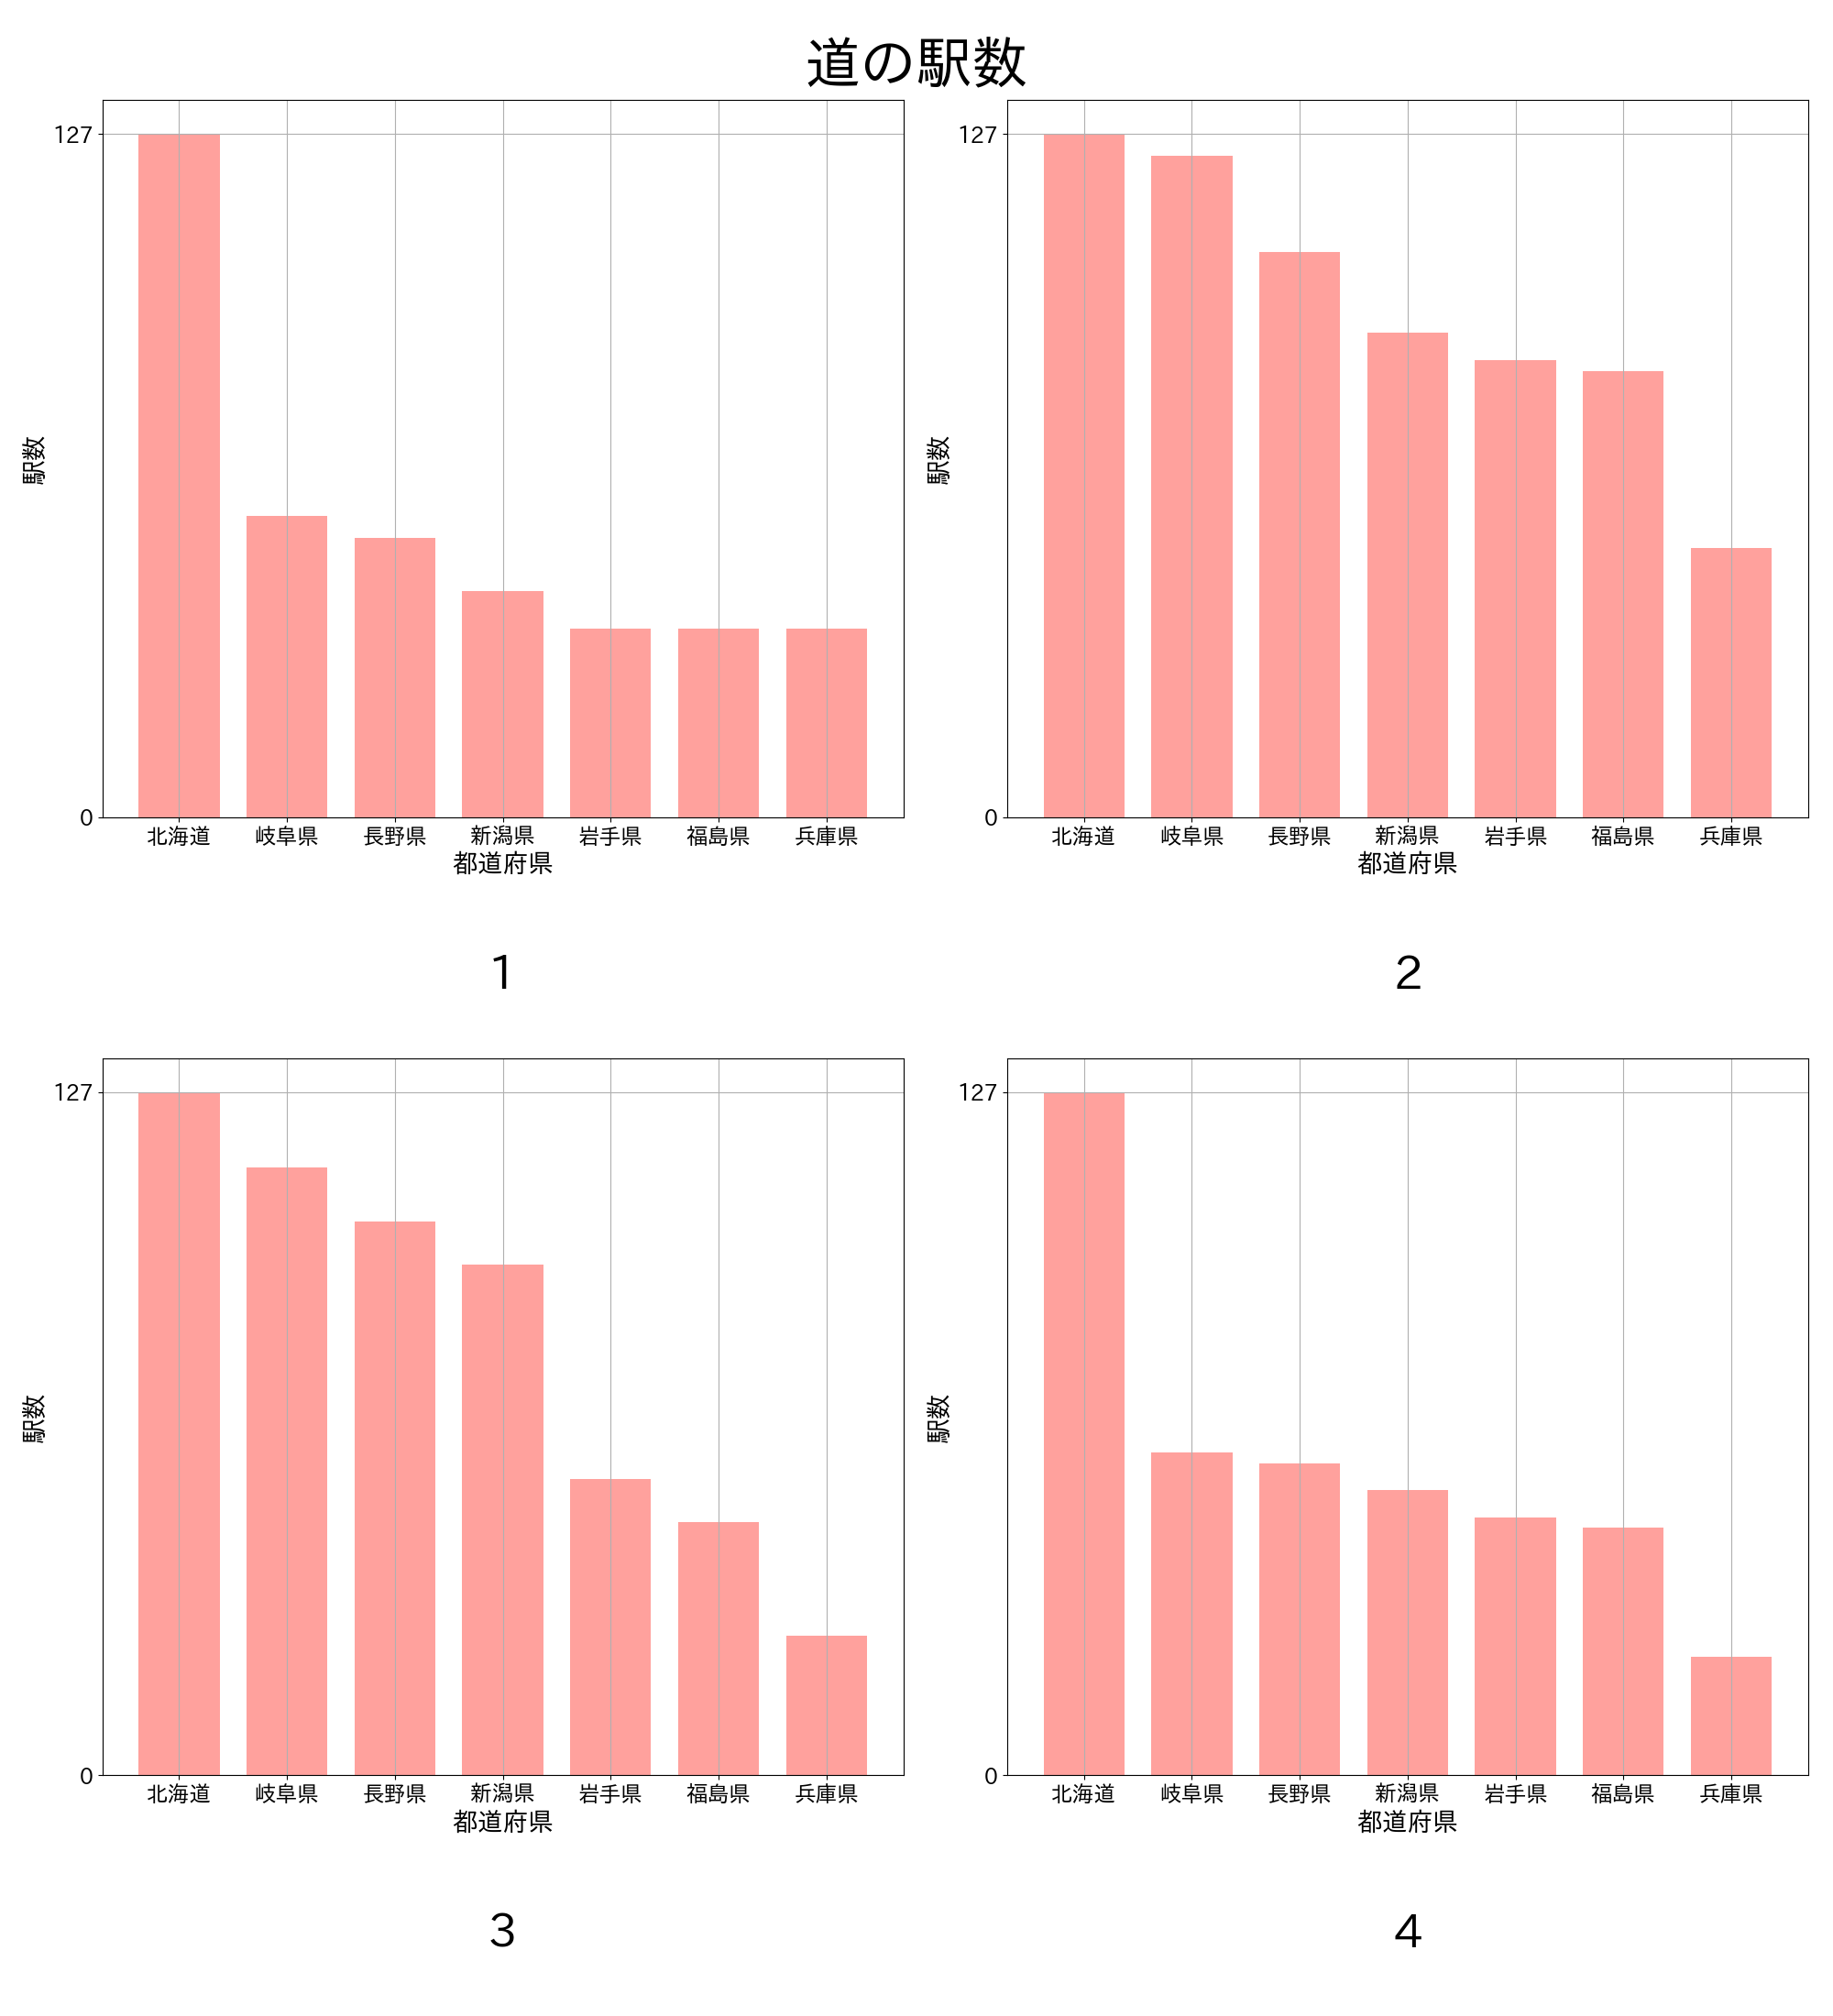 道の駅数
127
0
駅数
北海道 岐阜県 長野県 新潟県 岩手県 福島県 兵庫県
都道府県
1
127
0
駅数
北海道 岐阜県 長野県 新潟県 岩手県 福島県 兵庫県
都道府県
2
127
0
駅数
北海道 岐阜県 長野県 新潟県 岩手県 福島県 兵庫県
都道府県
3
127
0
駅数
北海道 岐阜県 長野県 新潟県 岩手県 福島県 兵庫県
都道府県
4